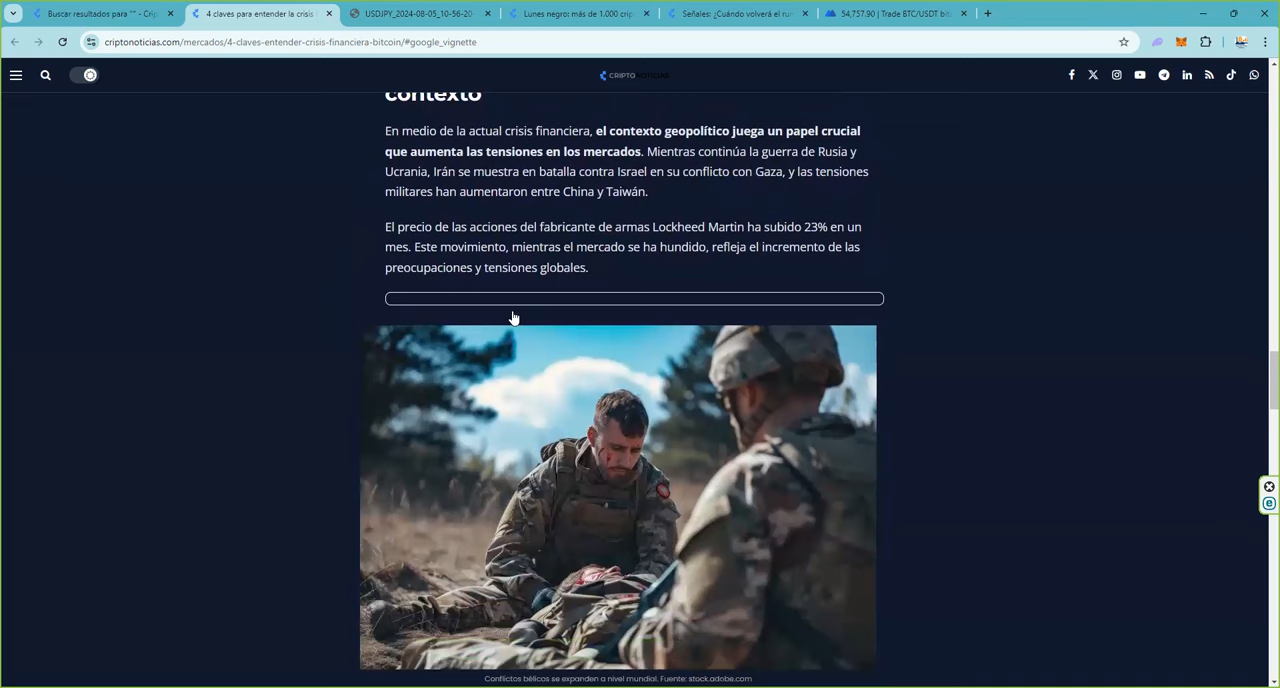 Buscar resultados para "" - Crip
4 claves para entender la crisis
USDJPY_2024-08-05_10-56-20
Lunes negro: más de 1.000 crip
Señales: ¿Cuándo volverá el run
54,757.90 | Trade BTC/USDT bit
criptonoticias.com/mercados/4-claves-entender-crisis-financiera-bitcoin/#google_vignette
CRIPTONOTICIAS
contexto
En medio de la actual crisis financiera, el contexto geopolítico juega un papel crucial
que aumenta las tensiones en los mercados. Mientras continúa la guerra de Rusia y
Ucrania, Irán se muestra en batalla contra Israel en su conflicto con Gaza, y las tensiones
militares han aumentaron entre China y Taiwán.
El precio de las acciones del fabricante de armas Lockheed Martin ha subido 23% en un
mes. Este movimiento, mientras el mercado se ha hundido, refleja el incremento de las
preocupaciones y tensiones globales.
Conflictos bélicos se expanden a nivel mundial. Fuente: stock.adobe.com